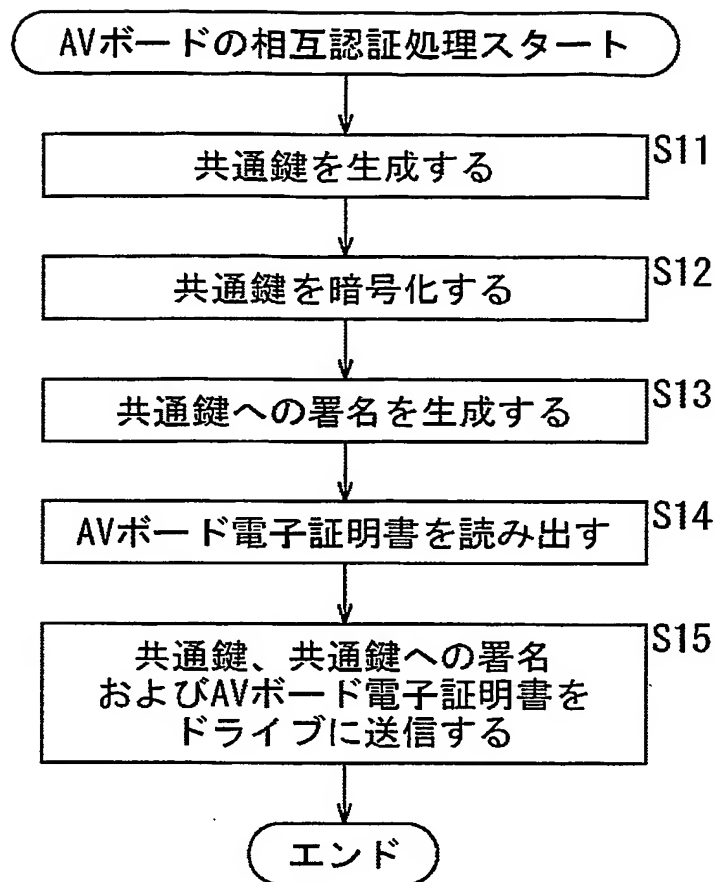 AVボードの相互認証処理スタート
共通鍵を生成する
S11
共通鍵を暗号化する
S12
共通鍵への署名を生成する
S13
AVボード電子証明書を読み出す
S14
共通鍵、共通鍵への署名
およびAVボード電子証明書を
ドライブに送信する
S15
エンド